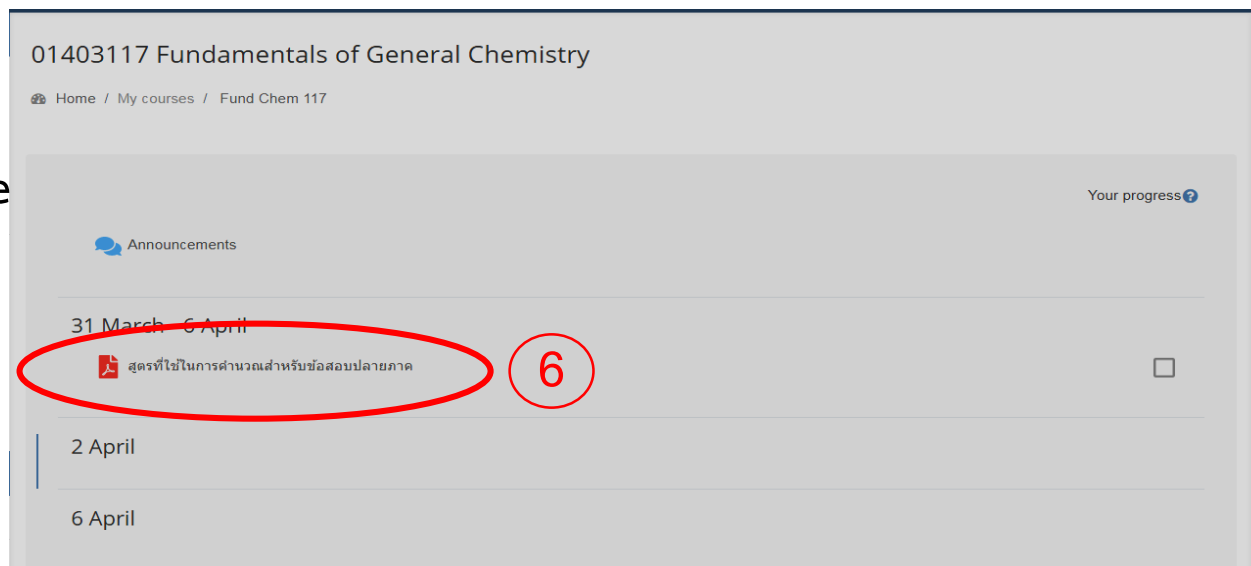 01403117 Fundamentals of General Chemistry
Home / My courses / Fund Chem 117
e
Your progress
Announcements
31 March - 6 April
สูตรที่ใช้ในการคำนวณสำหรับข้อสอบปลายภาค
6
2 April
6 April